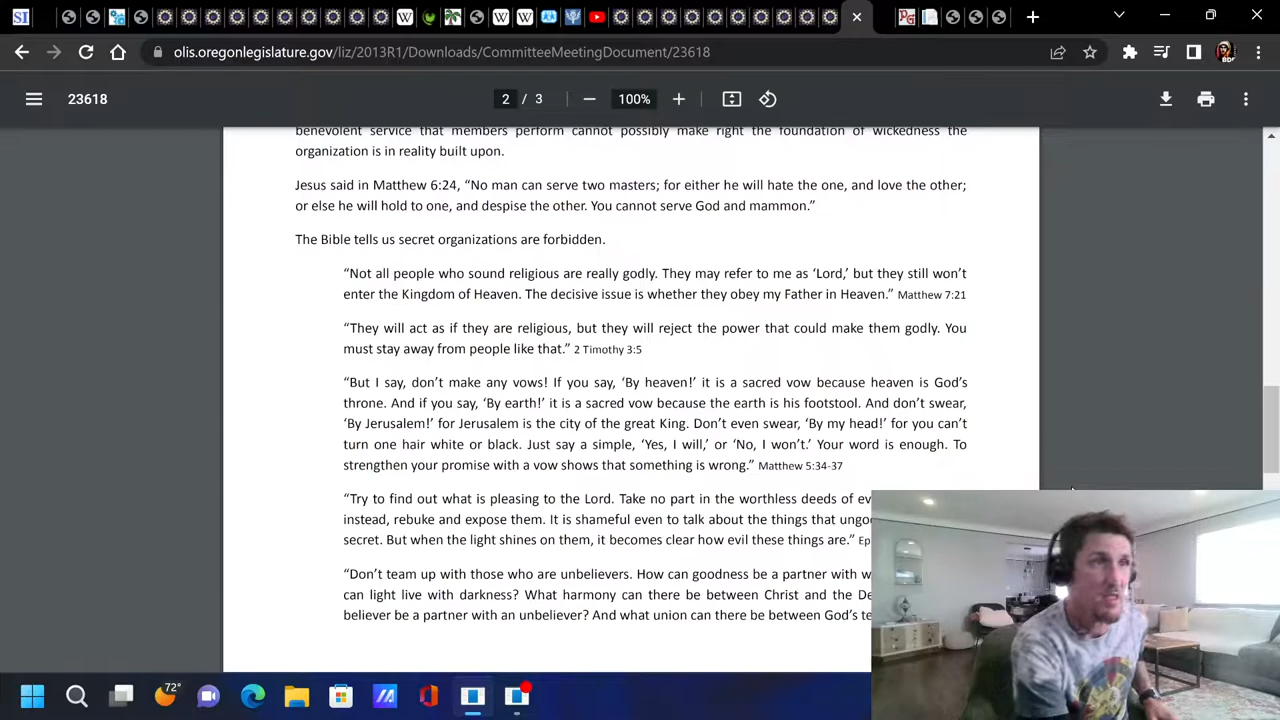 SI
W
W
W
PG
olis.oregonlegislature.gov/liz/2013R1/Downloads/CommitteeMeetingDocument/23618
BDF
23618
2 / 3
100%
benevolent service that members perform cannot possibly make right the foundation of wickedness the
organization is in reality built upon.
Jesus said in Matthew 6:24, “No man can serve two masters; for either he will hate the one, and love the other;
or else he will hold to one, and despise the other. You cannot serve God and mammon.”
The Bible tells us secret organizations are forbidden.
“Not all people who sound religious are really godly. They may refer to me as ‘Lord,’ but they still won’t
enter the Kingdom of Heaven. The decisive issue is whether they obey my Father in Heaven.” Matthew 7:21
“They will act as if they are religious, but they will reject the power that could make them godly. You
must stay away from people like that.” 2 Timothy 3:5
“But I say, don’t make any vows! If you say, ‘By heaven!’ it is a sacred vow because heaven is God’s
throne. And if you say, ‘By earth!’ it is a sacred vow because the earth is his footstool. And don’t swear,
‘By Jerusalem!’ for Jerusalem is the city of the great King. Don’t even swear, ‘By my head!’ for you can’t
turn one hair white or black. Just say a simple, ‘Yes, I will,’ or ‘No, I won’t.’ Your word is enough. To
strengthen your promise with a vow shows that something is wrong.” Matthew 5:34-37
“Try to find out what is pleasing to the Lord. Take no part in the worthless deeds of ev
instead, rebuke and expose them. It is shameful even to talk about the things that ungo
secret. But when the light shines on them, it becomes clear how evil these things are.” Ep
“Don’t team up with those who are unbelievers. How can goodness be a partner with w
can light live with darkness? What harmony can there be between Christ and the De
believer be a partner with an unbeliever? And what union can there be between God’s te
72°